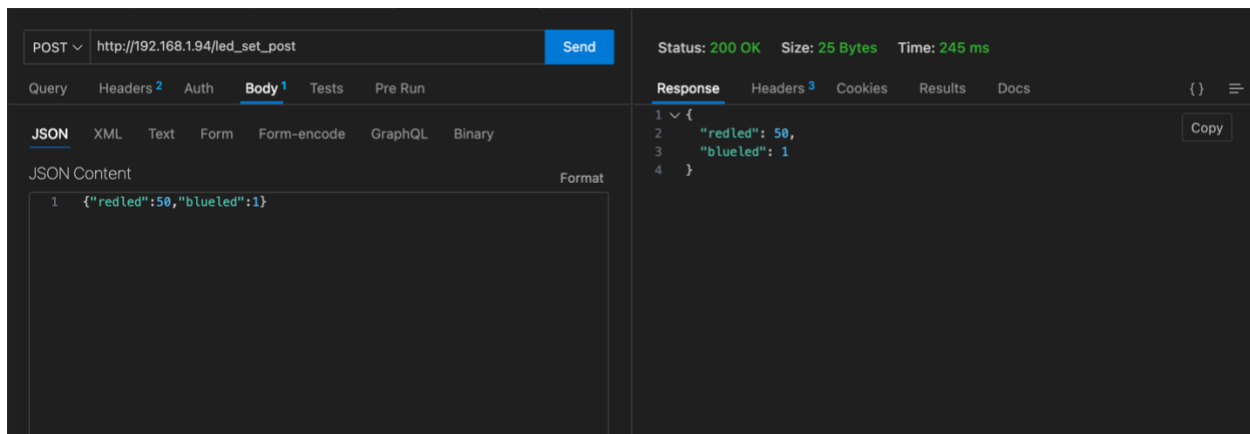 POST http://192.168.1.94/led_set_post Send
Query Headers 2 Auth Body 1 Tests Pre Run
JSON XML Text Form Form-encode GraphQL Binary
JSON Content Format
1 {"redled":50,"blueled":1}
Status: 200 OK Size: 25 Bytes Time: 245 ms
Response Headers 3 Cookies Results Docs {}
1 {
2 "redled": 50,
3 "blueled": 1
4 }
Copy